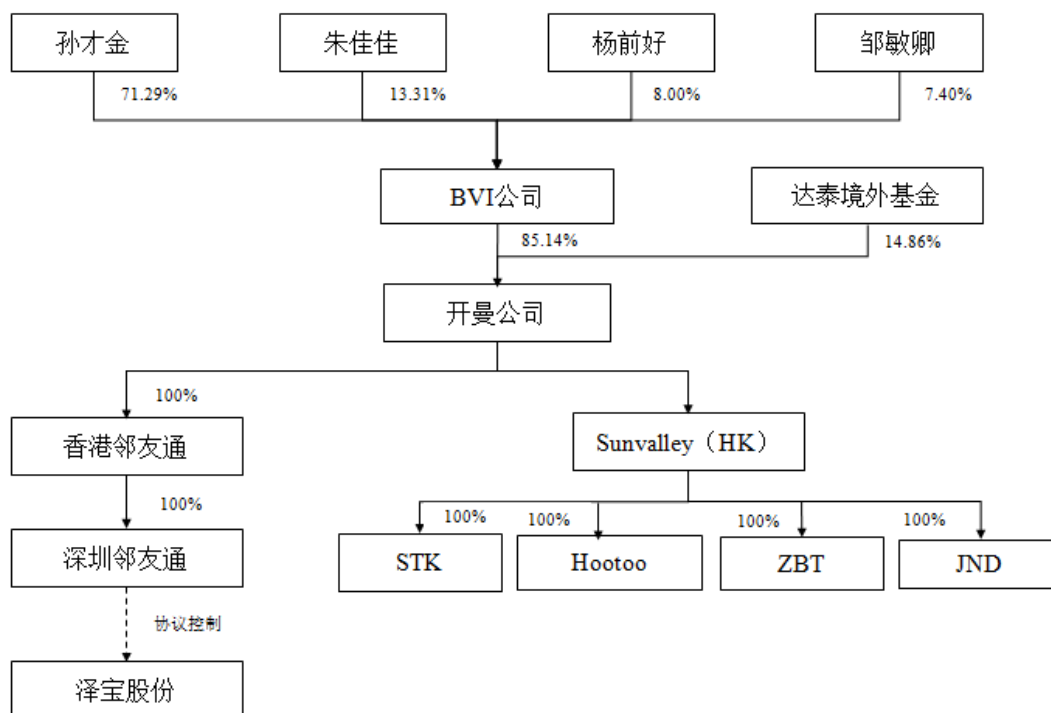 孙才金
朱佳佳
杨前好
邹敏卿
71.29%
13.31%
8.00%
7.40%
BVI公司
达泰境外基金
85.14%
14.86%
开曼公司
100%
香港邻友通
Sunvalley（HK）
100%
100%
100%
100%
100%
深圳邻友通
STK
Hootoo
ZBT
JND
协议控制
泽宝股份